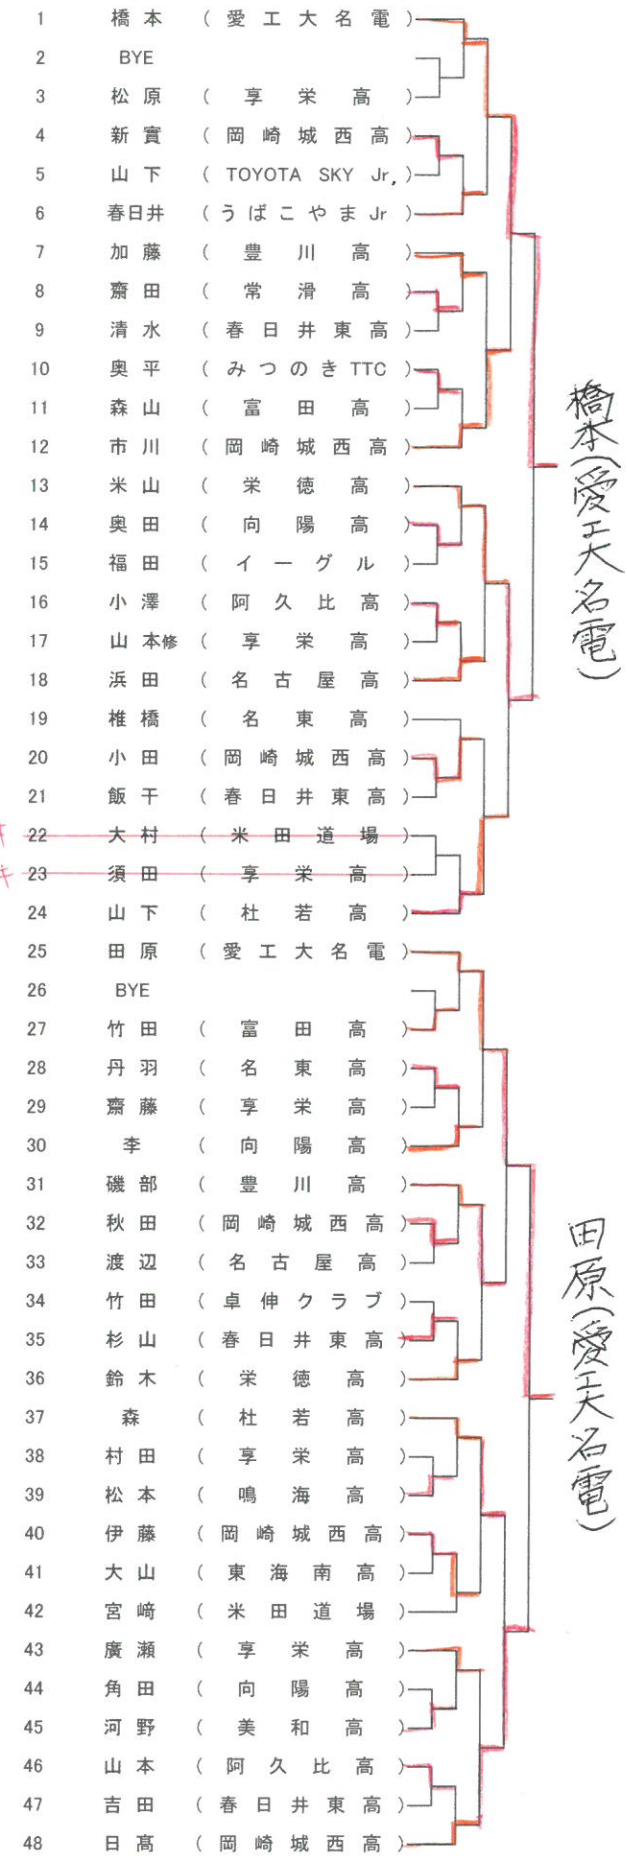 1 橋本 (愛工大名電)
2 BYE
3 松原 (享栄高)
4 新實 (岡崎城西高)
5 山下 (TOYOTA SKY Jr,)
6 春日井 (うばこやまJr)
7 加藤 (豊川高)
8 齋田 (常滑高)
9 清水 (春日井東高)
10 奥平 (みつのきTTC)
11 森山 (富田高)
12 市川 (岡崎城西高)
13 米山 (栄徳高)
14 奥田 (向陽高)
15 福田 (イーグル)
16 小澤 (阿久比高)
17 山本修 (享栄高)
18 浜田 (名古屋高)
19 椎橋 (名東高)
20 小田 (岡崎城西高)
21 飯干 (春日井東高)
22 大村 (米田道場)
23 須田 (享栄高)
24 山下 (杜若高)
25 田原 (愛工大名電)
26 BYE
27 竹田 (富田高)
28 丹羽 (名東高)
29 齋藤 (享栄高)
30 李 (向陽高)
31 磯部 (豊川高)
32 秋田 (岡崎城西高)
33 渡辺 (名古屋高)
34 竹田 (卓伸クラブ)
35 杉山 (春日井東高)
36 鈴木 (栄徳高)
37 森 (杜若高)
38 村田 (享栄高)
39 松本 (鳴海高)
40 伊藤 (岡崎城西高)
41 大山 (東海南高)
42 宮﨑 (米田道場)
43 廣瀬 (享栄高)
44 角田 (向陽高)
45 河野 (美和高)
46 山本 (阿久比高)
47 吉田 (春日井東高)
48 日髙 (岡崎城西高)
橋本(愛工大名電)
田原(愛工大名電)